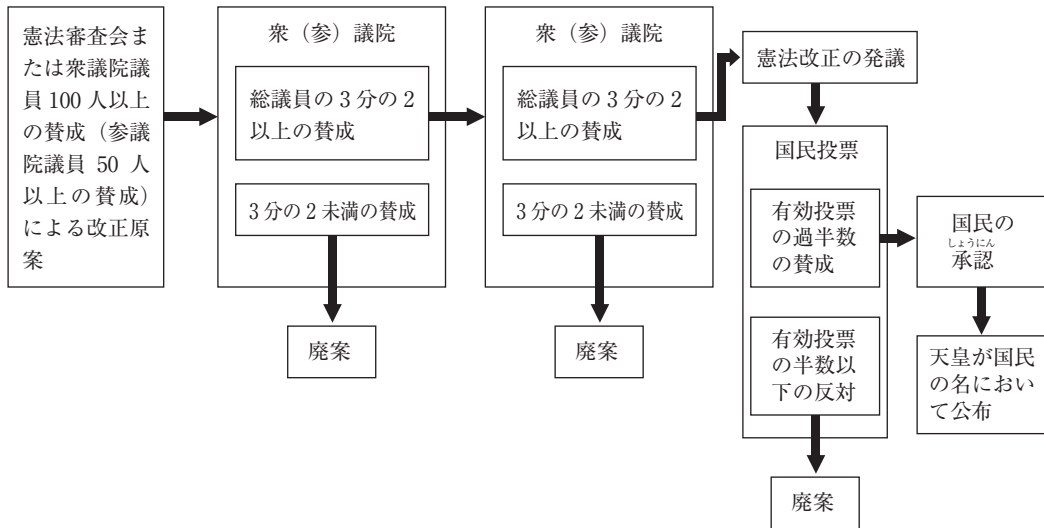 憲法審査会ま
たは衆議院議
員100人以上
の賛成（参議
院議員 50 人
以上の賛成）
による改正原
案
衆（参）議院
総議員の3分の2
以上の賛成
3分の2未満の賛成
廃案
衆（参）議院
総議員の3分の2
以上の賛成
3分の2未満の賛成
廃案
憲法改正の発議
国民投票
有効投票
の過半数
の賛成
有効投票
の半数以
下の反対
廃案
国民の
しょうにん
承認
天皇が国民
の名におい
て公布